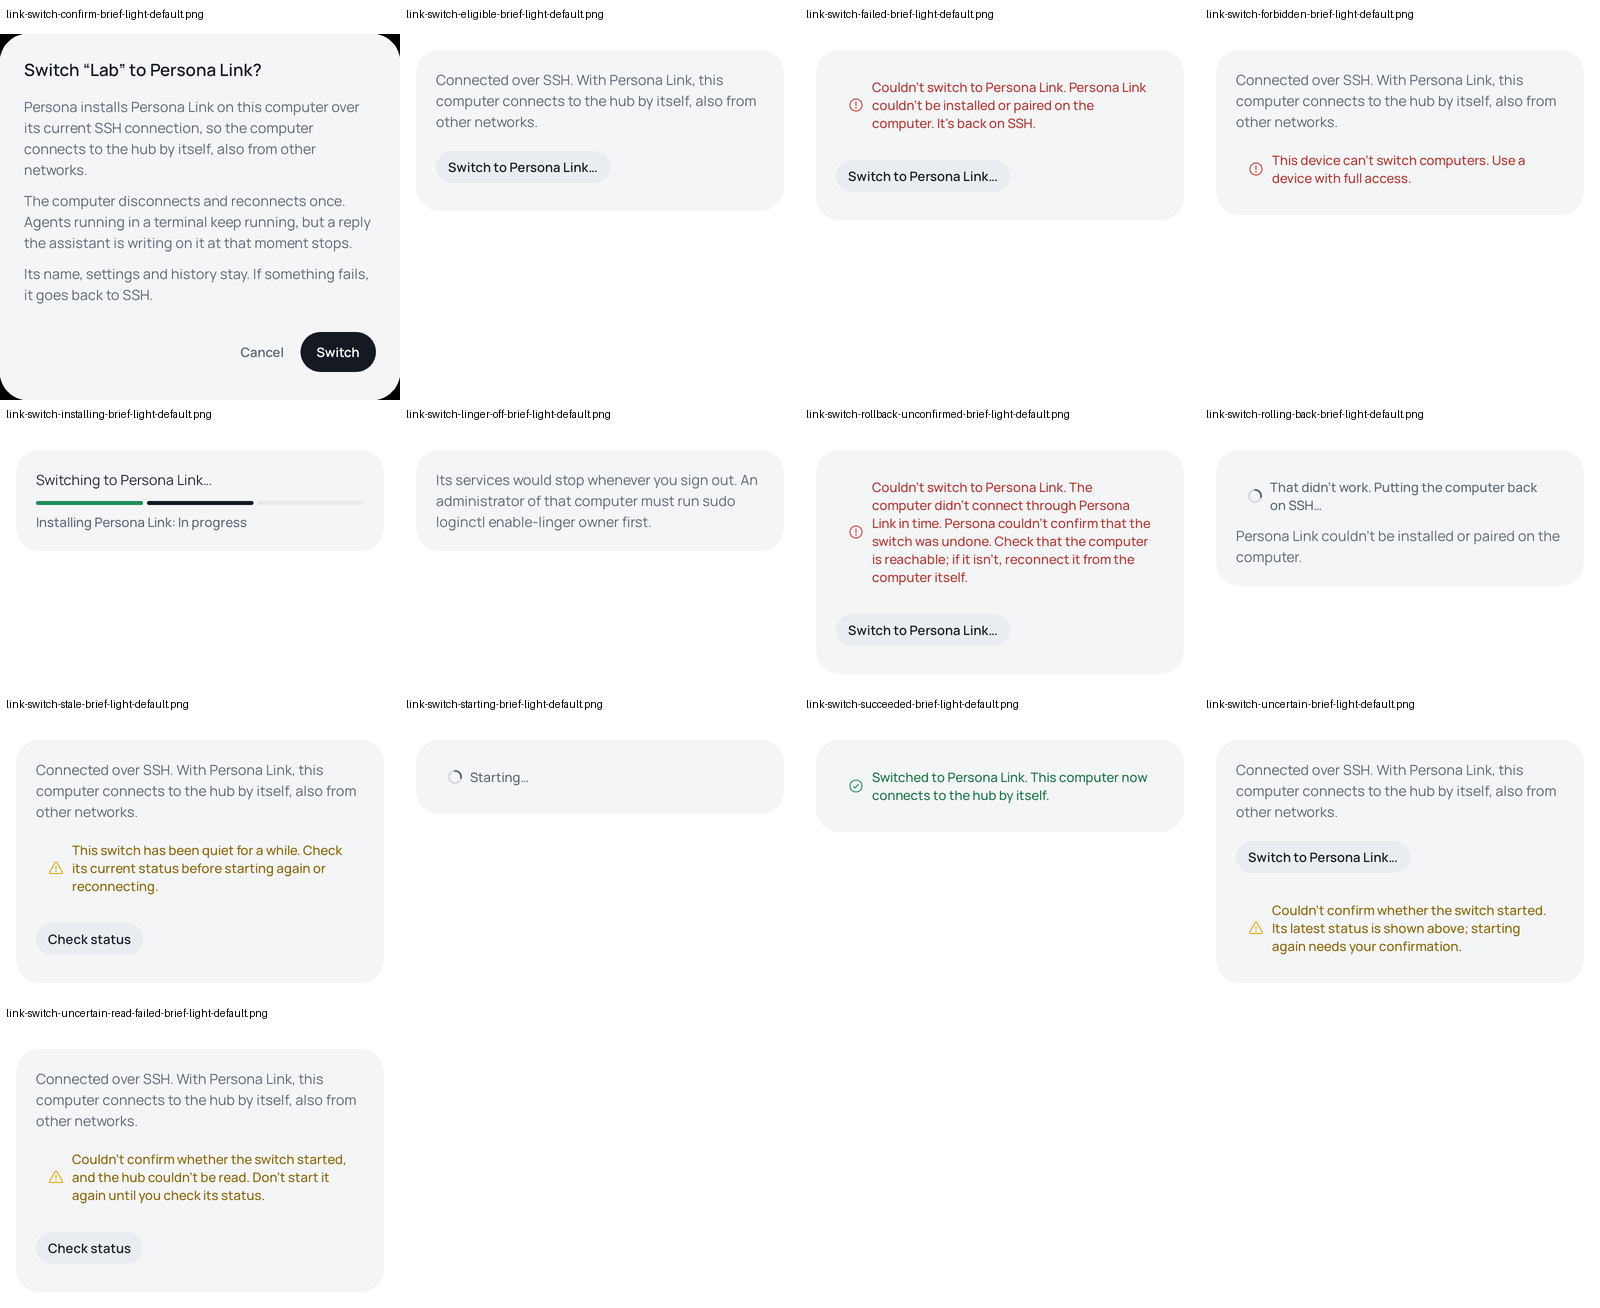 link-switch-confirm-brief-light-default.png
Switch “Lab” to Persona Link?
Persona installs Persona Link on this computer over
its current SSH connection, so the computer
connects to the hub by itself, also from other
networks.
The computer disconnects and reconnects once.
Agents running in a terminal keep running, but a reply
the assistant is writing on it at that moment stops.
Its name, settings and history stay. If something fails,
it goes back to SSH.
Cancel
Switch
link-switch-eligible-brief-light-default.png
Connected over SSH. With Persona Link, this
computer connects to the hub by itself, also from
other networks.
Switch to Persona Link…
link-switch-failed-brief-light-default.png
Couldn’t switch to Persona Link. Persona Link
couldn’t be installed or paired on the
computer. It’s back on SSH.
Switch to Persona Link…
link-switch-forbidden-brief-light-default.png
Connected over SSH. With Persona Link, this
computer connects to the hub by itself, also from
other networks.
This device can’t switch computers. Use a
device with full access.
link-switch-installing-brief-light-default.png
Switching to Persona Link…
Installing Persona Link: In progress
link-switch-linger-off-brief-light-default.png
Its services would stop whenever you sign out. An
administrator of that computer must run sudo
loginctl enable-linger owner first.
link-switch-rollback-unconfirmed-brief-light-default.png
Couldn’t switch to Persona Link. The
computer didn’t connect through Persona
Link in time. Persona couldn’t confirm that the
switch was undone. Check that the computer
is reachable; if it isn’t, reconnect it from the
computer itself.
Switch to Persona Link…
link-switch-rolling-back-brief-light-default.png
That didn’t work. Putting the computer back
on SSH…
Persona Link couldn’t be installed or paired on the
computer.
link-switch-stale-brief-light-default.png
Connected over SSH. With Persona Link, this
computer connects to the hub by itself, also from
other networks.
This switch has been quiet for a while. Check
its current status before starting again or
reconnecting.
Check status
link-switch-starting-brief-light-default.png
Starting…
link-switch-succeeded-brief-light-default.png
Switched to Persona Link. This computer now
connects to the hub by itself.
link-switch-uncertain-brief-light-default.png
Connected over SSH. With Persona Link, this
computer connects to the hub by itself, also from
other networks.
Switch to Persona Link…
Couldn’t confirm whether the switch started.
Its latest status is shown above; starting
again needs your confirmation.
link-switch-uncertain-read-failed-brief-light-default.png
Connected over SSH. With Persona Link, this
computer connects to the hub by itself, also from
other networks.
Couldn’t confirm whether the switch started,
and the hub couldn’t be read. Don’t start it
again until you check its status.
Check status